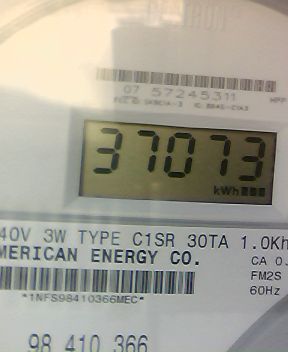 07 57245311
37073
kWh
40V 3W TYPE C1SR 30TA 1.0Kh
MERICAN ENERGY CO.
CA 0.
FM2S
60Hz
*1NFS98410366MEC*
98 410 366